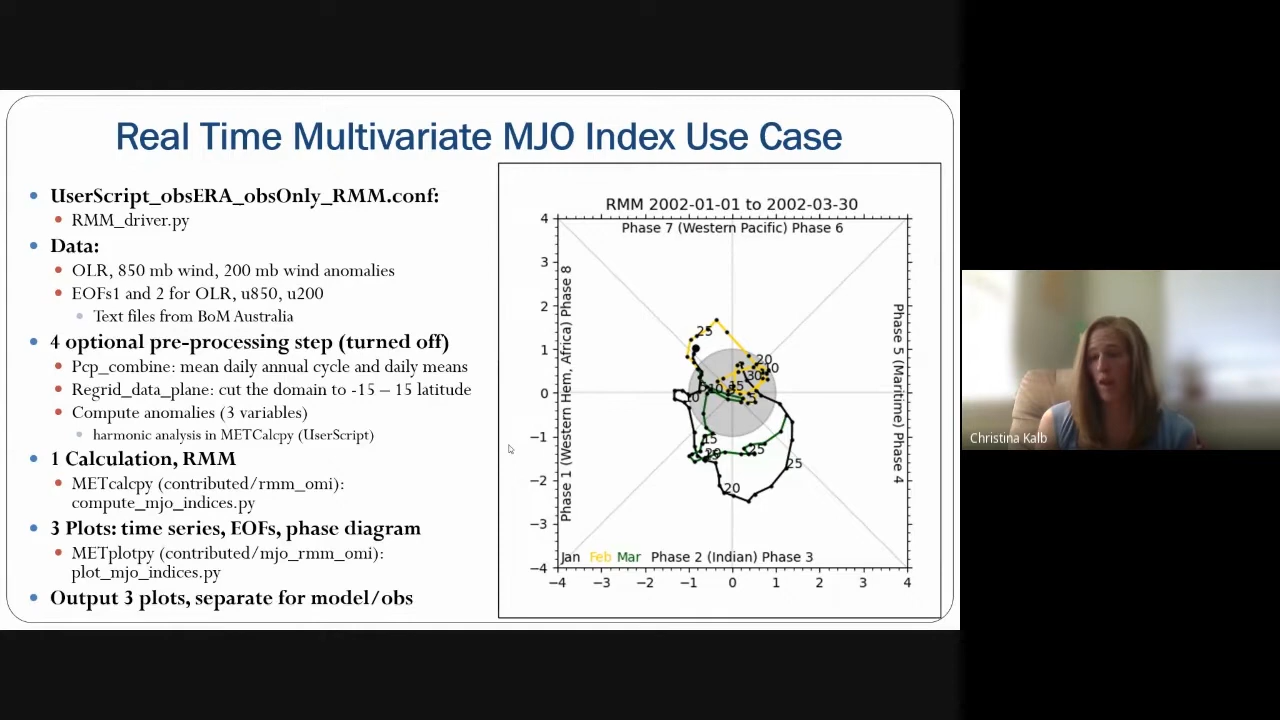 Real Time Multivariate MJO Index Use Case
UserScript_obsERA_obsOnly_RMM.conf:
RMM_driver.py
Data:
OLR, 850 mb wind, 200 mb wind anomalies
EOFs1 and 2 for OLR, u850, u200
Text files from BoM Australia
4 optional pre-processing step (turned off)
Pcp_combine: mean daily annual cycle and daily means
Regrid_data_plane: cut the domain to -15 – 15 latitude
Compute anomalies (3 variables)
harmonic analysis in METCalcpy (UserScript)
1 Calculation, RMM
METcalcpy (contributed/rmm_omi):
compute_mjo_indices.py
3 Plots: time series, EOFs, phase diagram
METplotpy (contributed/mjo_rmm_omi):
plot_mjo_indices.py
Output 3 plots, separate for model/obs
RMM 2002-01-01 to 2002-03-30
Phase 7 (Western Pacific) Phase 6
Phase 1 (Western Hem, Africa) Phase 8
Phase 5 (Maritime) Phase 4
4
3
2
1
0
−1
−2
−3
−4
25
20
30
10
15
20
25
25
Jan Feb Mar Phase 2 (Indian) Phase 3
−4 −3 −2 −1 0 1 2 3 4
Christina Kalb